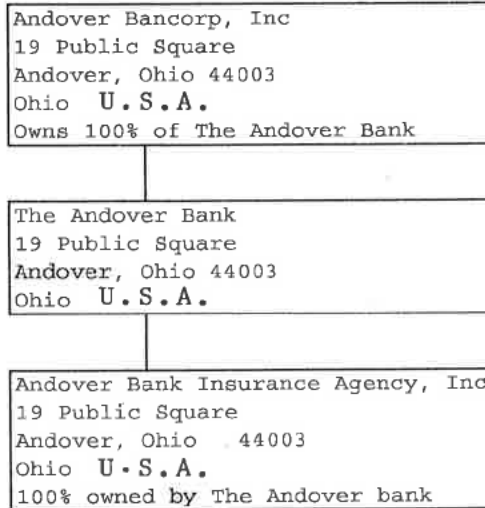 Andover Bancorp, Inc
19 Public Square
Andover, Ohio 44003
Ohio U.S.A.
Owns 100% of The Andover Bank
The Andover Bank
19 Public Square
Andover, Ohio 44003
Ohio U.S.A.
Andover Bank Insurance Agency, Inc
19 Public Square
Andover, Ohio 44003
Ohio U.S.A.
100% owned by The Andover bank